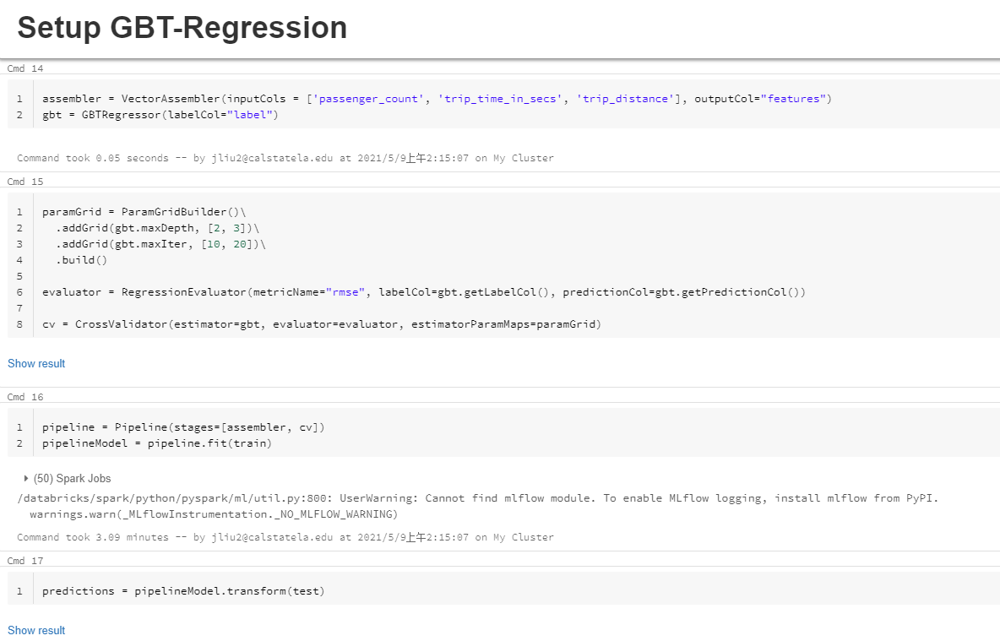 Setup GBT-Regression
Cmd 14
1 assembler = VectorAssembler(inputCols = ['passenger_count', 'trip_time_in_secs', 'trip_distance'], outputCol="features")
2 gbt = GBTRegressor(labelCol="label")
Command took 0.05 seconds -- by jliu2@calstatela.edu at 2021/5/9上午2:15:07 on My Cluster
Cmd 15
1 paramGrid = ParamGridBuilder()\
2   .addGrid(gbt.maxDepth, [2, 3])\
3   .addGrid(gbt.maxIter, [10, 20])\
4   .build()
5
6 evaluator = RegressionEvaluator(metricName="rmse", labelCol=gbt.getLabelCol(), predictionCol=gbt.getPredictionCol())
7
8 cv = CrossValidator(estimator=gbt, evaluator=evaluator, estimatorParamMaps=paramGrid)
Show result
Cmd 16
1 pipeline = Pipeline(stages=[assembler, cv])
2 pipelineModel = pipeline.fit(train)
(50) Spark Jobs
/databricks/spark/python/pyspark/ml/util.py:800: UserWarning: Cannot find mlflow module. To enable MLflow logging, install mlflow from PyPI.
  warnings.warn(_MLflowInstrumentation._NO_MLFLOW_WARNING)
Command took 3.09 minutes -- by jliu2@calstatela.edu at 2021/5/9上午2:15:07 on My Cluster
Cmd 17
1 predictions = pipelineModel.transform(test)
Show result